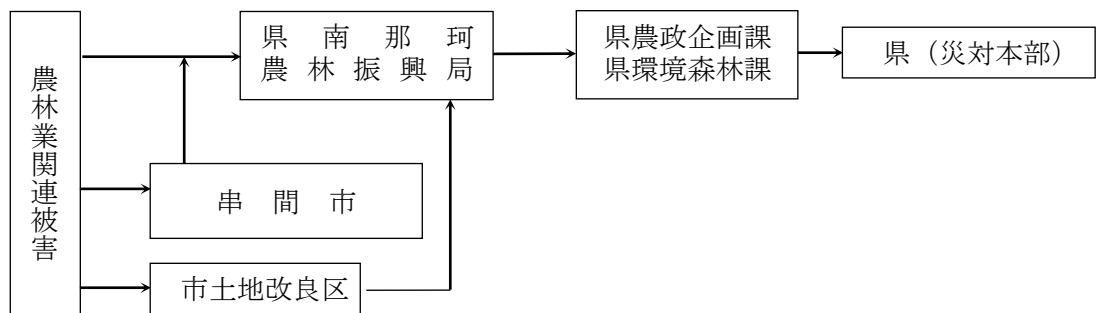 農林業関連被害
県南那珂
農林振興局
県農政企画課
県環境森林課
県（災対本部）
串間市
市土地改良区